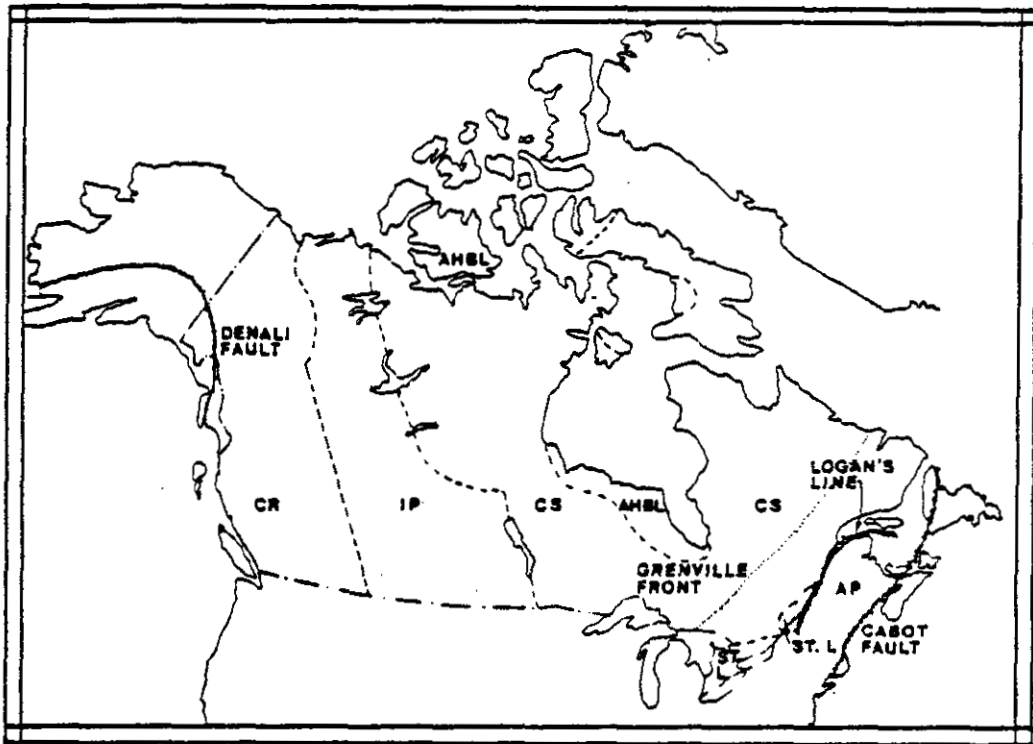 AHBL
DENALI
FAULT
LOGAN'S
LINE
CR
IP
CS
AHBL
CS
GRENVILLE
FRONT
AP
ST.
L
ST. L
CABOT
FAULT